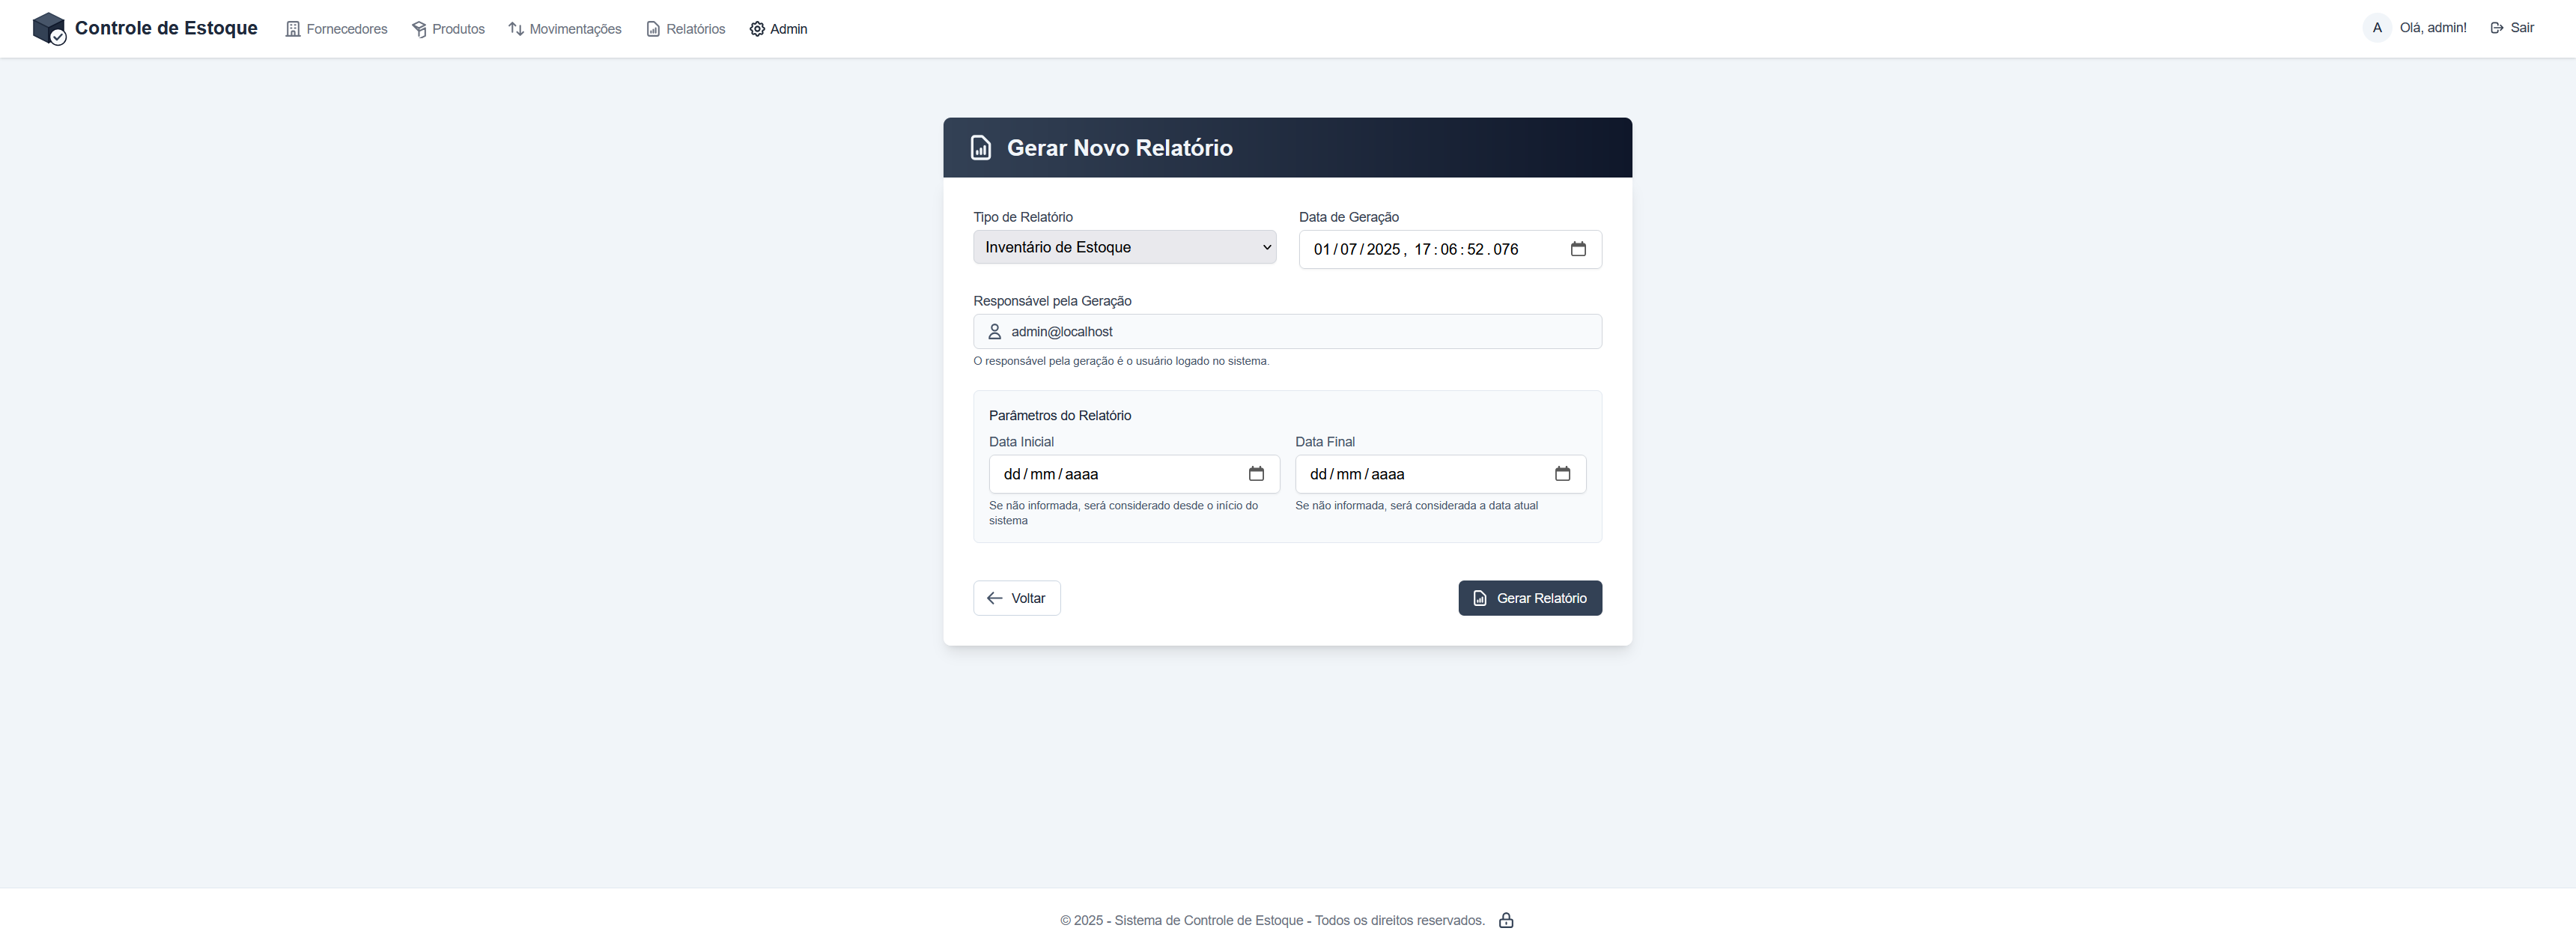 Controle de Estoque
Fornecedores
Produtos
Movimentações
Relatórios
Admin
A
Olá, admin!
Sair
Gerar Novo Relatório
Tipo de Relatório
Data de Geração
Inventário de Estoque
01/07/2025, 17:06:52.076
Responsável pela Geração
admin@localhost
O responsável pela geração é o usuário logado no sistema.
Parâmetros do Relatório
Data Inicial
Data Final
dd/mm/aaaa
dd/mm/aaaa
Se não informada, será considerado desde o início do
sistema
Se não informada, será considerada a data atual
Voltar
Gerar Relatório
© 2025 - Sistema de Controle de Estoque - Todos os direitos reservados.